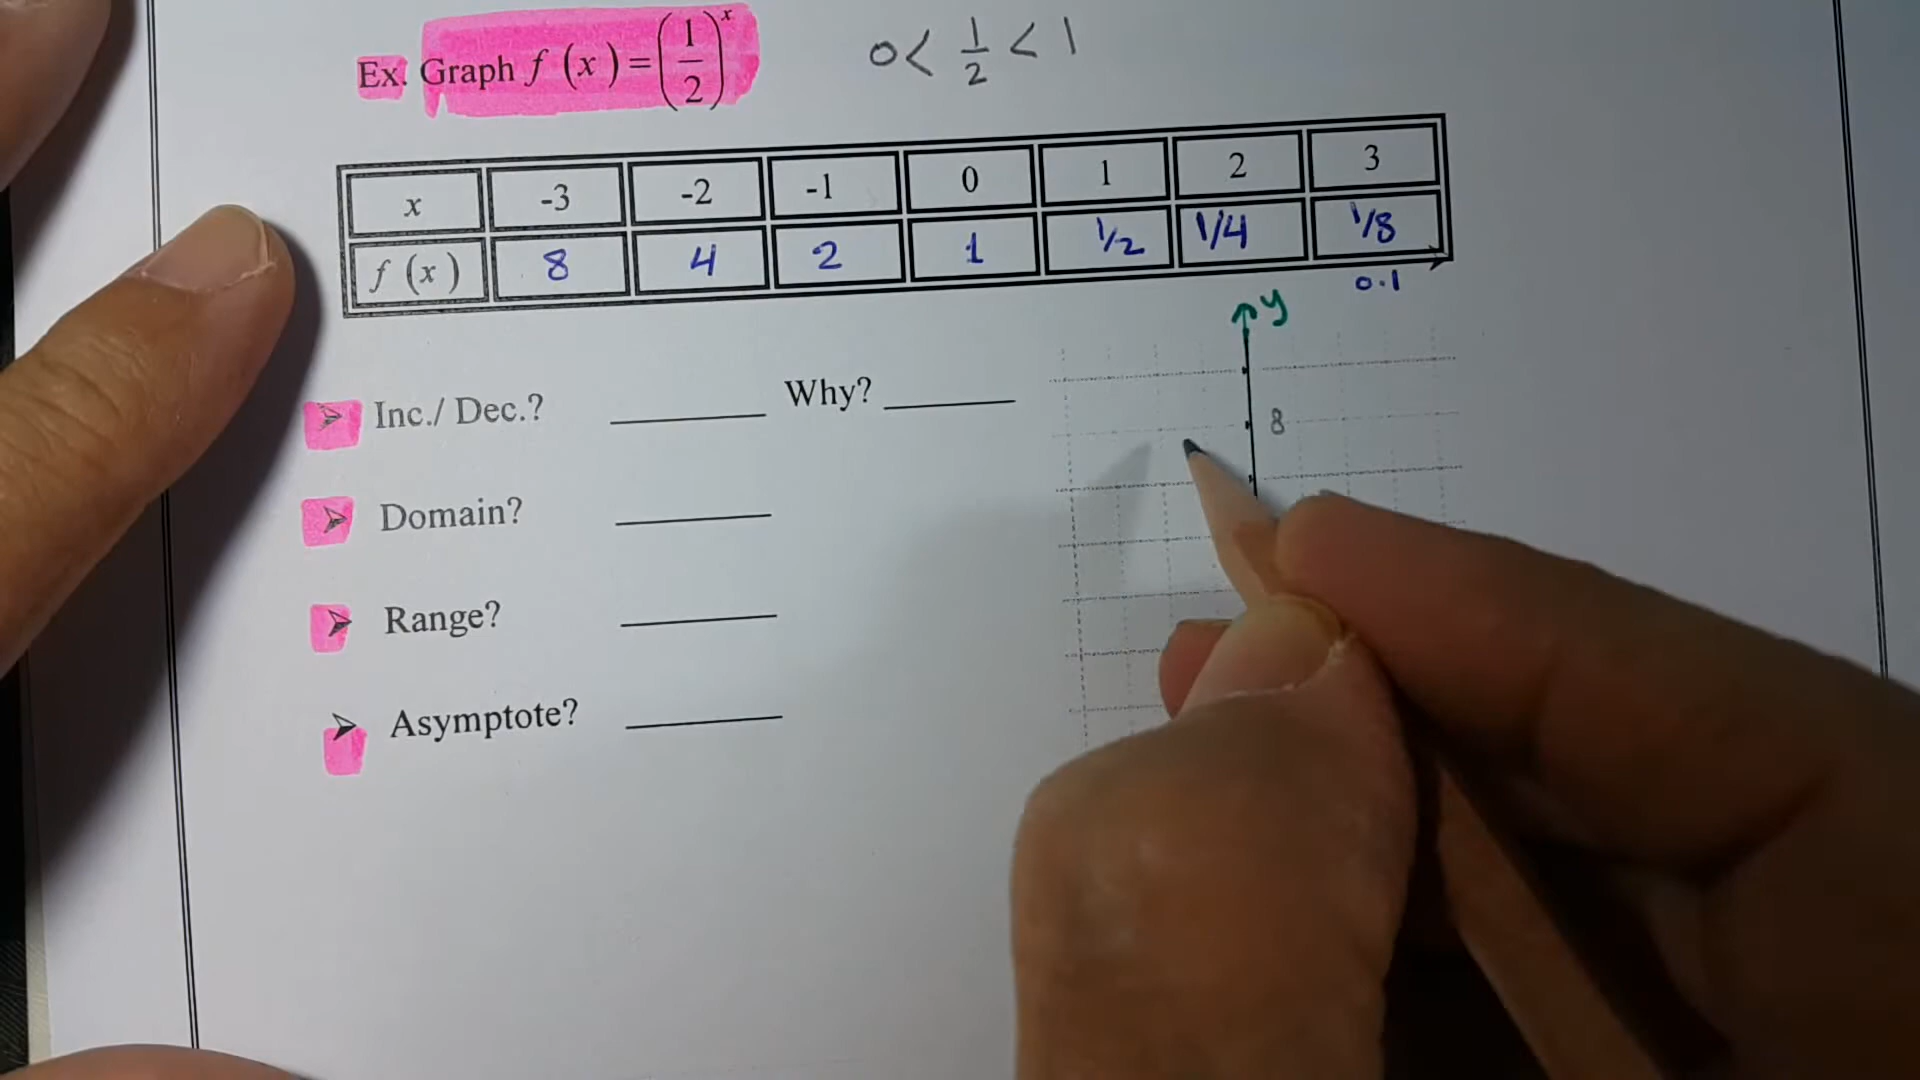 Ex. Graph f (x) = (1/2)^x 0 < 1/2 < 1
x -3 -2 -1 0 1 2 3
f (x) 8 4 2 1 1/2 1/4 1/8
0.1
y
8
Inc./ Dec.? Why?
Domain?
Range?
Asymptote?